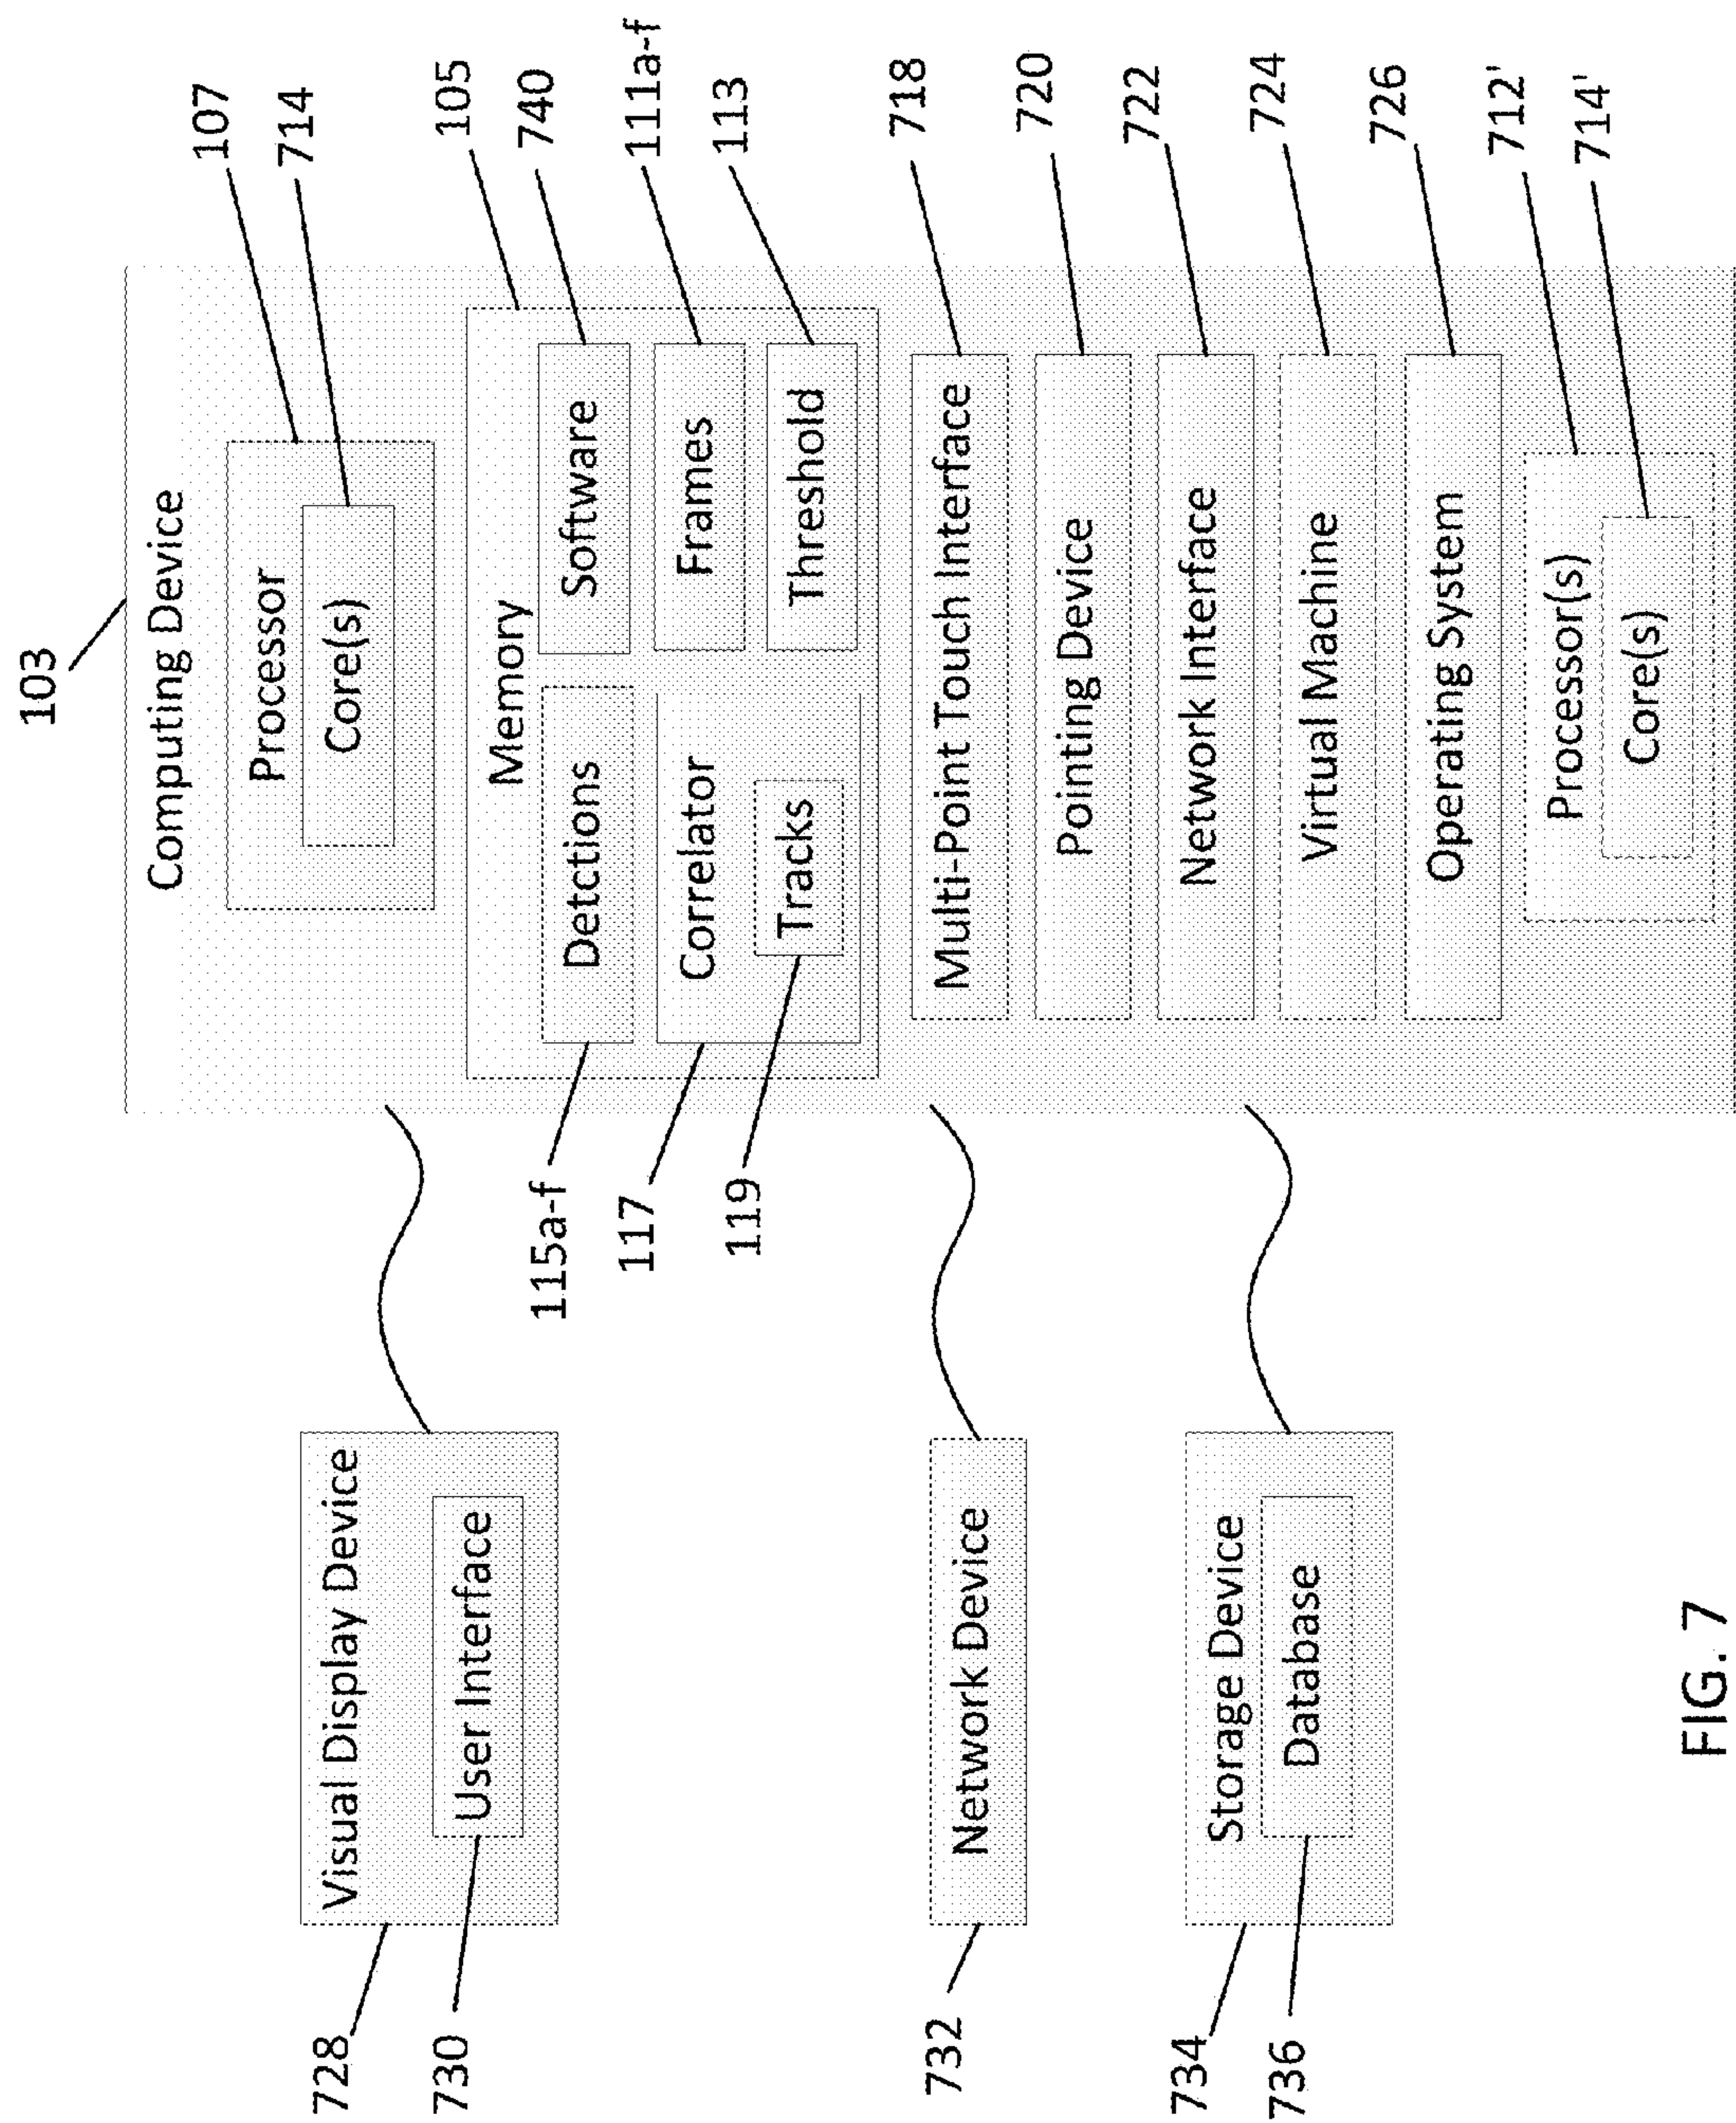 103
Computing Device
107
Processor
714
Core(s)
728
Visual Display Device
730
User Interface
105
Memory
115a-f
Detctions
Software
740
117
Correlator
Frames
111a-f
119
Tracks
Threshold
113
732
Network Device
Multi-Point Touch Interface
718
Pointing Device
720
Network Interface
722
734
Storage Device
736
Database
Virtual Machine
724
Operating System
726
Processor(s)
712'
Core(s)
714'
FIG. 7